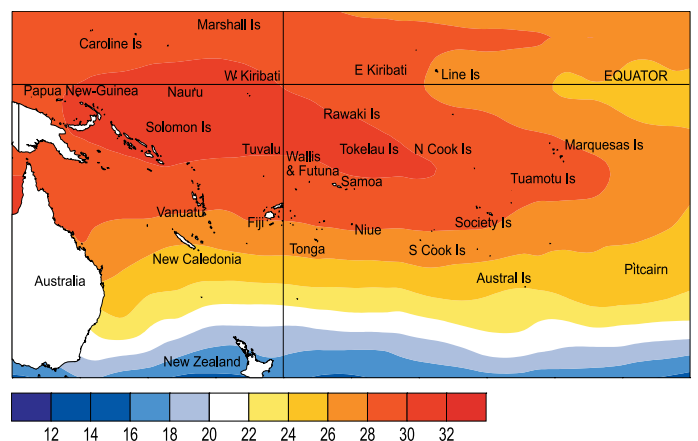 Marshall Is
Caroline Is
W Kiribati
E Kiribati
Line Is
EQUATOR
Papua New-Guinea
Nauru
Rawaki Is
Solomon Is
Tuvalu
Wallis
& Futuna
Tokelau Is
N Cook Is
Marquesas Is
Samoa
Tuamotu Is
Vanuatu
Fiji
Niue
Society Is
New Caledonia
Tonga
S Cook Is
Australia
Austral Is
Pitcairn
New Zealand
12 14 16 18 20 22 24 26 28 30 32